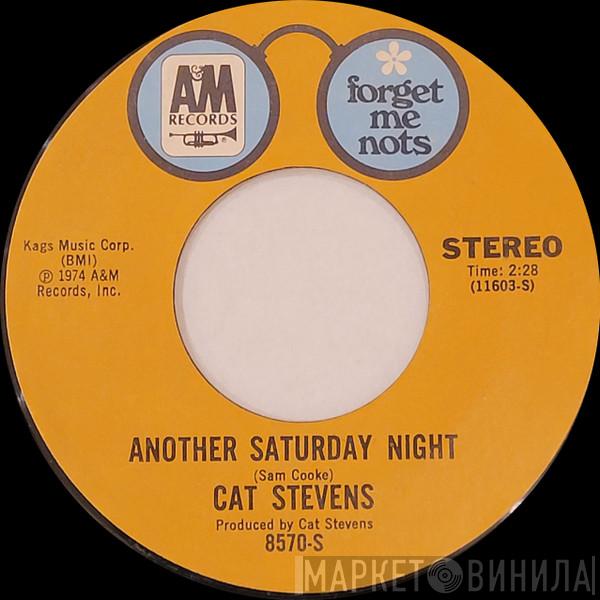 A&M
RECORDS
®
forget
me
nots
Kags Music Corp.
(BMI)
℗ 1974 A&M
Records, Inc.
STEREO
Time: 2:28
(11603-S)
ANOTHER SATURDAY NIGHT
(Sam Cooke)
CAT STEVENS
Produced by Cat Stevens
8570-S
МАРКЕТ ВИНИЛА